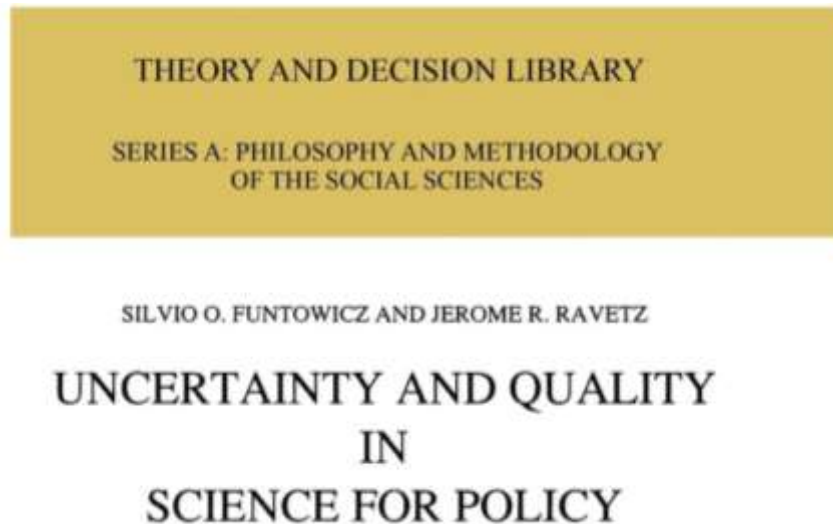 THEORY AND DECISION LIBRARY
SERIES A: PHILOSOPHY AND METHODOLOGY
OF THE SOCIAL SCIENCES
SILVIO O. FUNTOWICZ AND JEROME R. RAVETZ
UNCERTAINTY AND QUALITY
IN
SCIENCE FOR POLICY